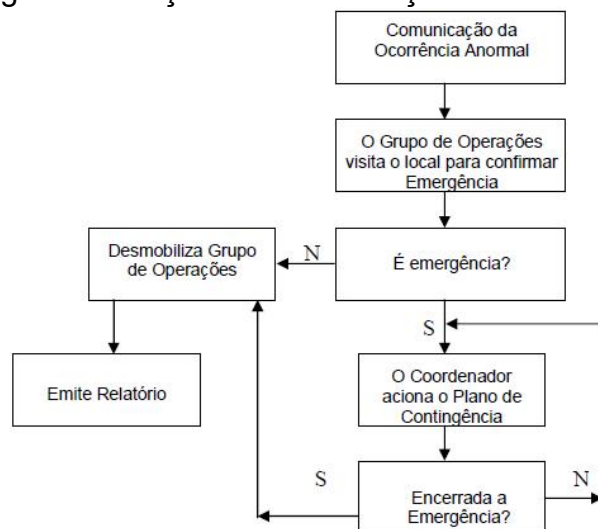 Comunicação da
Ocorrência Anormal
O Grupo de Operações
visita o local para confirmar
Emergência
Desmobiliza Grupo
de Operações
N
É emergência?
S
Emite Relatório
O Coordenador
aciona o Plano de
Contingência
S
N
Encerrada a
Emergência?